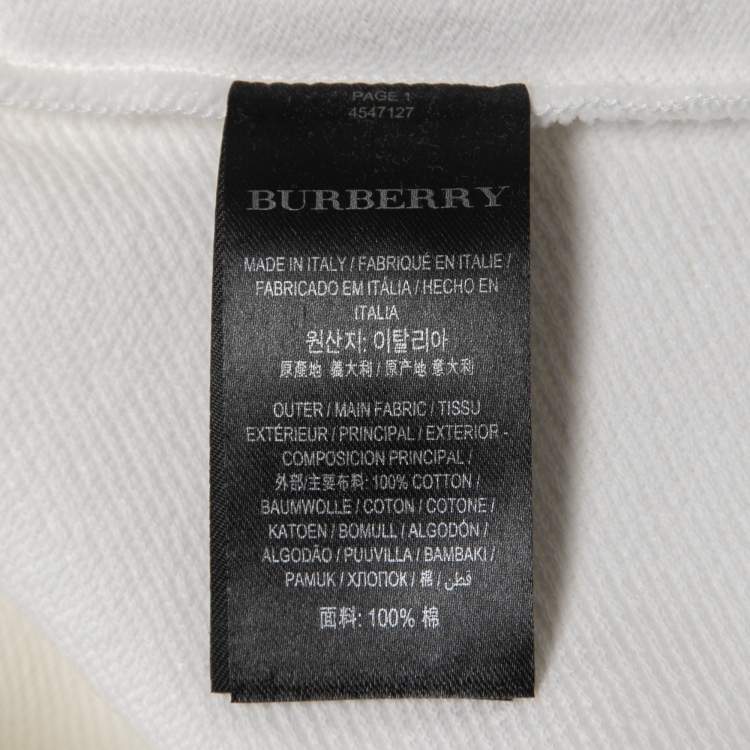 PAGE 1
4547127
BURBERRY
MADE IN ITALY / FABRIQUÉ EN ITALIE /
FABRICADO EM ITÁLIA / HECHO EN
ITALIA
원산지: 이탈리아
原產地 義大利 / 原产地 意大利
OUTER / MAIN FABRIC / TISSU
EXTÉRIEUR / PRINCIPAL / EXTERIOR -
COMPOSICION PRINCIPAL /
外部/主要布料: 100% COTTON /
BAUMWOLLE / COTON / COTONE /
KATOEN / BOMULL / ALGODÓN /
ALGODÃO / PUUVILLA / BAMBAKI /
PAMUK / ХЛОПОК / 棉 / قطن
面料: 100% 棉